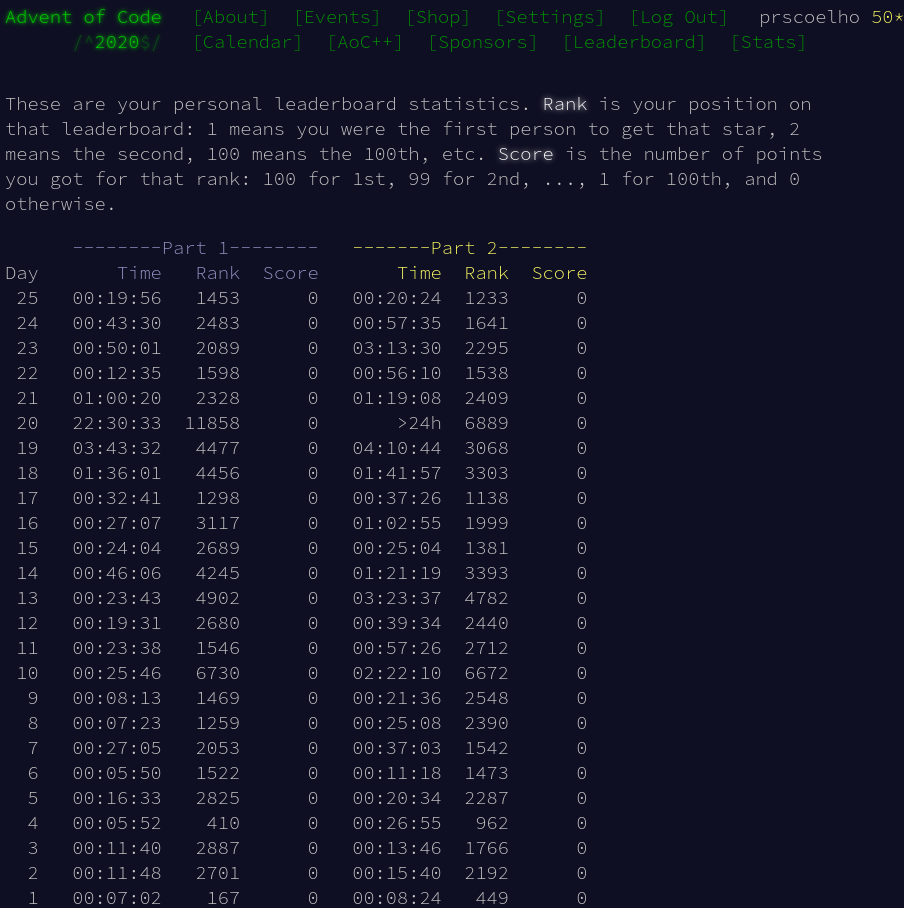 Advent of Code [About] [Events] [Shop] [Settings] [Log Out] prscoelho 50*
/^2020$/ [Calendar] [AoC++] [Sponsors] [Leaderboard] [Stats]
These are your personal leaderboard statistics. Rank is your position on
that leaderboard: 1 means you were the first person to get that star, 2
means the second, 100 means the 100th, etc. Score is the number of points
you got for that rank: 100 for 1st, 99 for 2nd, ..., 1 for 100th, and 0
otherwise.
--------Part 1-------- -------Part 2--------
Day Time Rank Score Time Rank Score
25 00:19:56 1453 0 00:20:24 1233 0
24 00:43:30 2483 0 00:57:35 1641 0
23 00:50:01 2089 0 03:13:30 2295 0
22 00:12:35 1598 0 00:56:10 1538 0
21 01:00:20 2328 0 01:19:08 2409 0
20 22:30:33 11858 0 >24h 6889 0
19 03:43:32 4477 0 04:10:44 3068 0
18 01:36:01 4456 0 01:41:57 3303 0
17 00:32:41 1298 0 00:37:26 1138 0
16 00:27:07 3117 0 01:02:55 1999 0
15 00:24:04 2689 0 00:25:04 1381 0
14 00:46:06 4245 0 01:21:19 3393 0
13 00:23:43 4902 0 03:23:37 4782 0
12 00:19:31 2680 0 00:39:34 2440 0
11 00:23:38 1546 0 00:57:26 2712 0
10 00:25:46 6730 0 02:22:10 6672 0
9 00:08:13 1469 0 00:21:36 2548 0
8 00:07:23 1259 0 00:25:08 2390 0
7 00:27:05 2053 0 00:37:03 1542 0
6 00:05:50 1522 0 00:11:18 1473 0
5 00:16:33 2825 0 00:20:34 2287 0
4 00:05:52 410 0 00:26:55 962 0
3 00:11:40 2887 0 00:13:46 1766 0
2 00:11:48 2701 0 00:15:40 2192 0
1 00:07:02 167 0 00:08:24 449 0